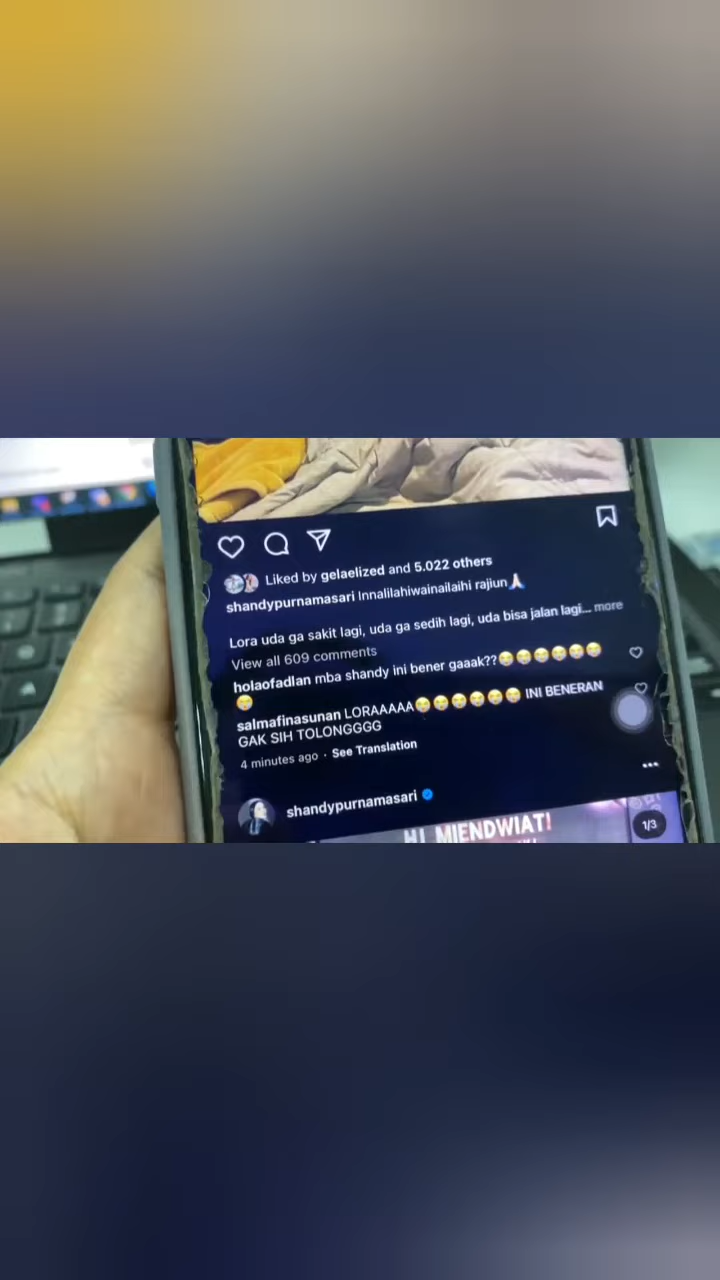 Liked by gelaelized and 5.022 others
shandypurnamasari Innalilahiwainailaihi rajiun🙏🏻
Lora uda ga sakit lagi, uda ga sedih lagi, uda bisa jalan lagi... more
View all 609 comments
holaofadlan mba shandy ini bener gaaak??😭😭😭😭😭😭
😭
salmafinasunan LORAAAAA😭😭😭😭😭😭 INI BENERAN
GAK SIH TOLONGGGG
4 minutes ago · See Translation
shandypurnamasari
HI MIENDWIAT!
1/3